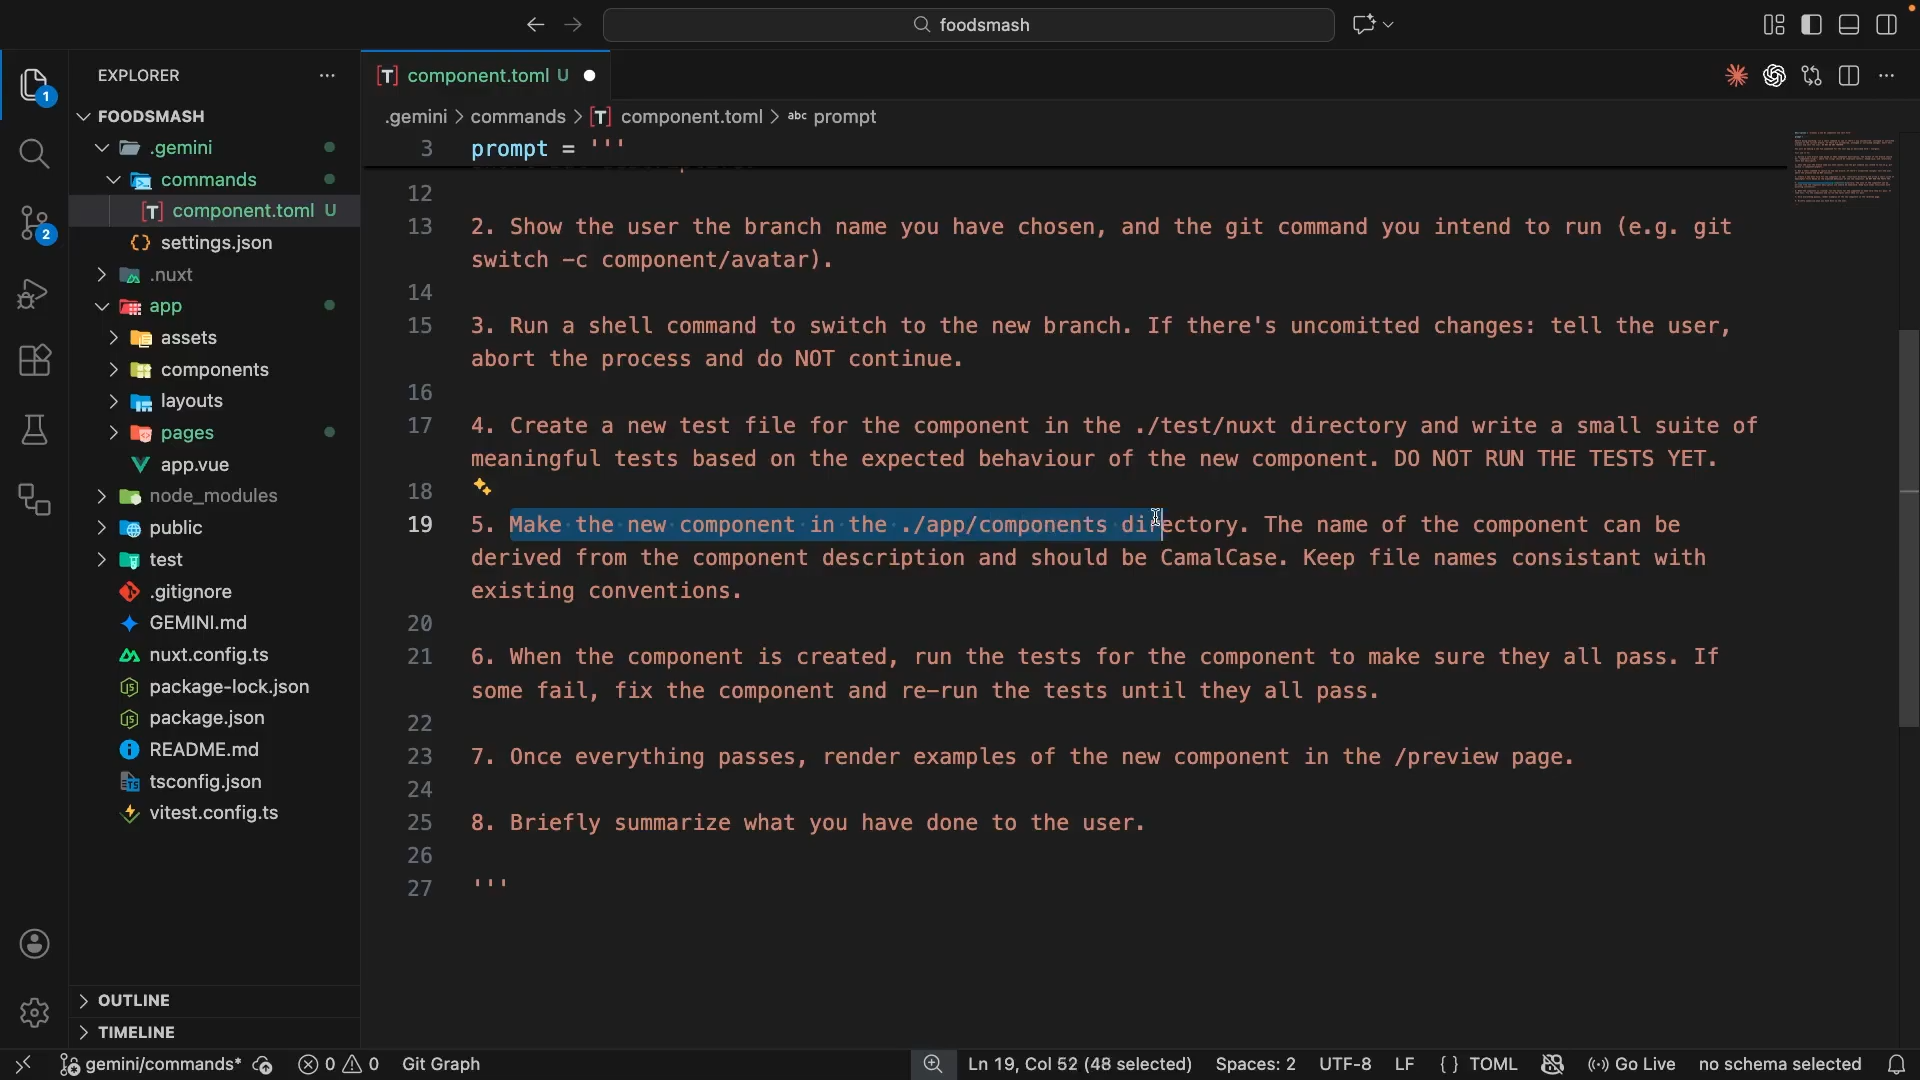 foodsmash
EXPLORER
component.toml U
FOODSMASH
.gemini
commands
component.toml U
settings.json
.nuxt
app
assets
components
layouts
pages
app.vue
node_modules
public
test
.gitignore
GEMINI.md
nuxt.config.ts
package-lock.json
package.json
README.md
tsconfig.json
vitest.config.ts
OUTLINE
TIMELINE
1
2
.gemini > commands > component.toml > abc prompt
3 prompt = '''
12
13 2. Show the user the branch name you have chosen, and the git command you intend to run (e.g. git
switch -c component/avatar).
14
15 3. Run a shell command to switch to the new branch. If there's uncomitted changes: tell the user,
abort the process and do NOT continue.
16
17 4. Create a new test file for the component in the ./test/nuxt directory and write a small suite of
meaningful tests based on the expected behaviour of the new component. DO NOT RUN THE TESTS YET.
18
19 5. Make the new component in the ./app/components directory. The name of the component can be
derived from the component description and should be CamalCase. Keep file names consistant with
existing conventions.
20
21 6. When the component is created, run the tests for the component to make sure they all pass. If
some fail, fix the component and re-run the tests until they all pass.
22
23 7. Once everything passes, render examples of the new component in the /preview page.
24
25 8. Briefly summarize what you have done to the user.
26
27 '''
gemini/commands* 0 0 Git Graph Ln 19, Col 52 (48 selected) Spaces: 2 UTF-8 LF {} TOML Go Live no schema selected